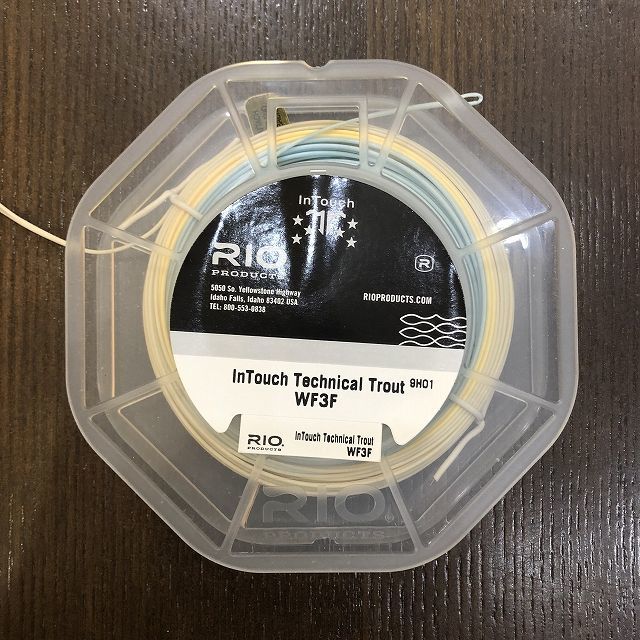 InTouch
RIO
PRODUCTS
5050 So. Yellowstone Highway
Idaho Falls, Idaho 83402 USA
TEL: 800-553-0838
R
RIOPRODUCTS.COM
InTouch Technical Trout 9H01
WF3F
RIO.
PRODUCTS
InTouch Technical Trout
WF3F
RIO®
PRODUCTS